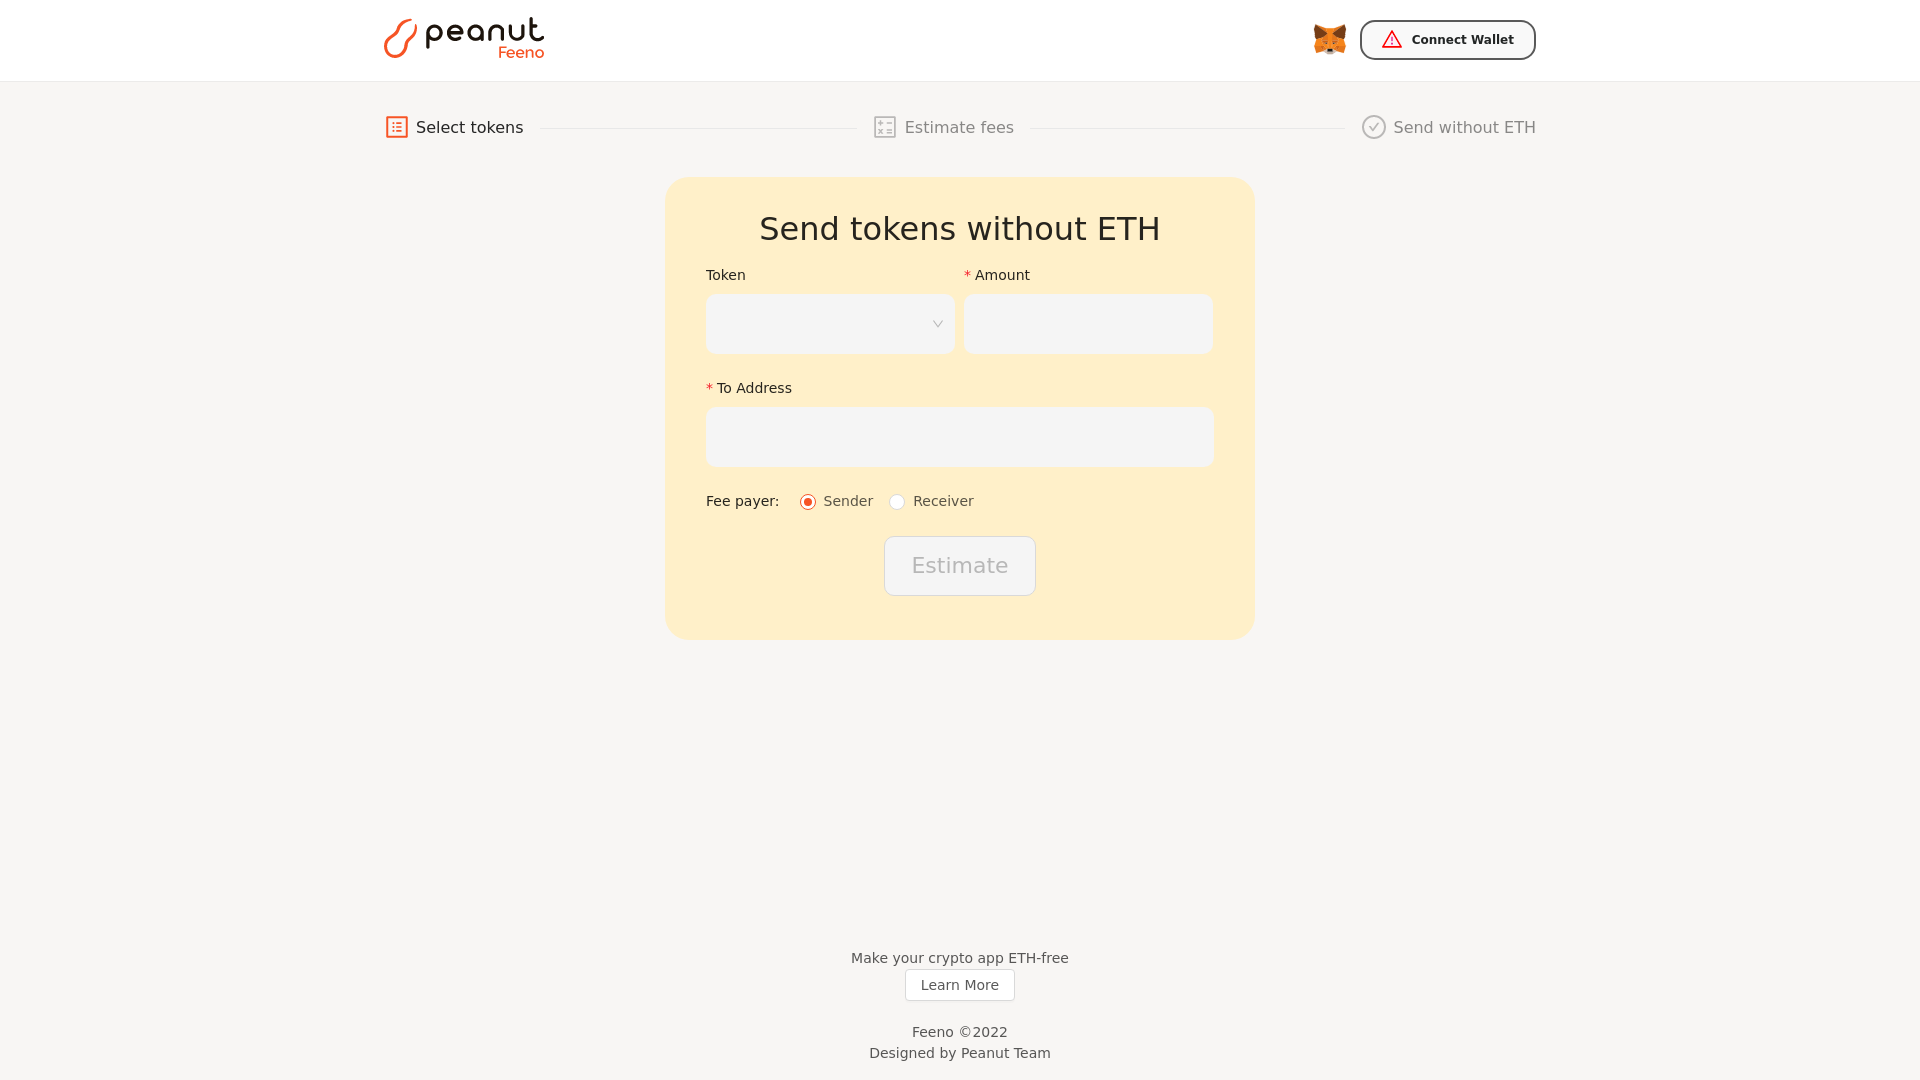 peanut
Feeno
Connect Wallet
Select tokens
Estimate fees
Send without ETH
Send tokens without ETH
Token
* Amount
* To Address
Fee payer: Sender Receiver
Estimate
Make your crypto app ETH-free
Learn More
Feeno ©2022
Designed by Peanut Team